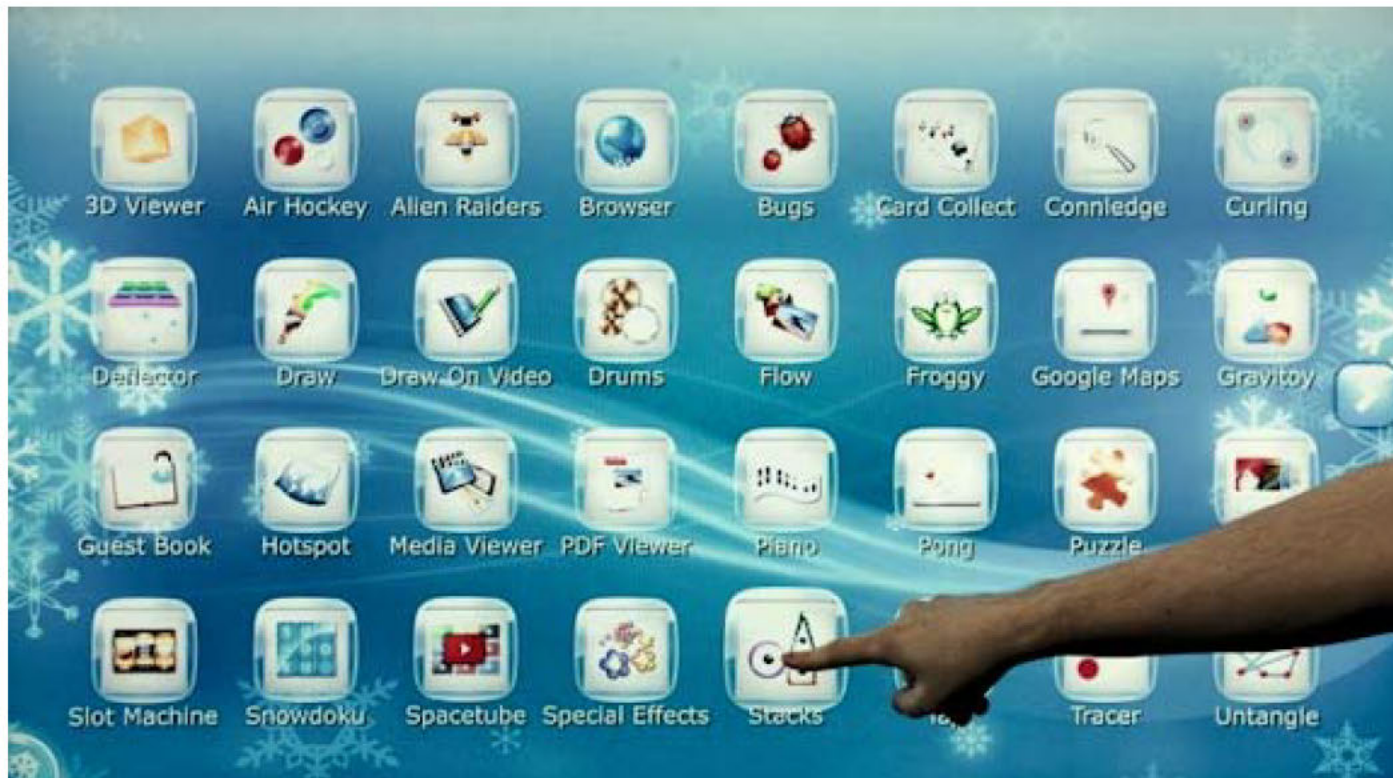 3D Viewer Air Hockey Alien Raiders Browser Bugs Card Collect Connledge Curling
Deflector Draw Draw On Video Drums Flow Froggy Google Maps Gravitoy
Guest Book Hotspot Media Viewer PDF Viewer Piano Pong Puzzle
Slot Machine Snowdoku Spacetube Special Effects Stacks Tracer Untangle